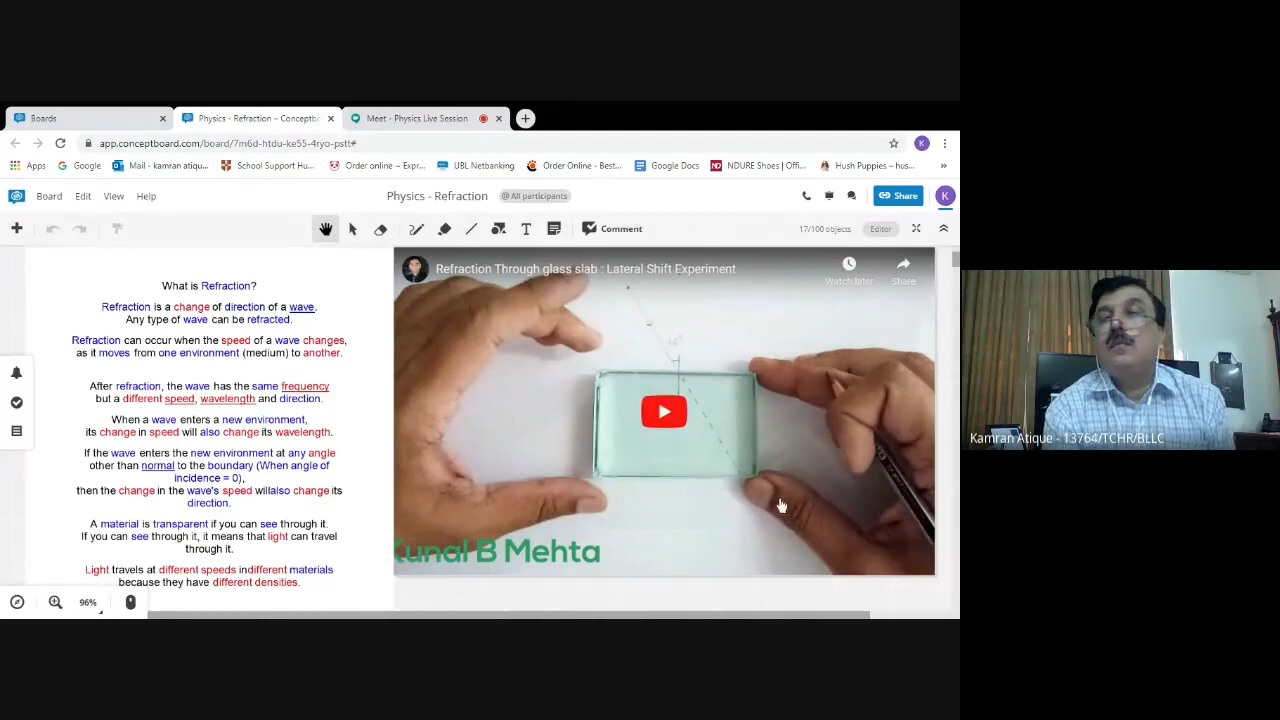 Boards
Physics - Refraction – Conceptb
Meet - Physics Live Session
app.conceptboard.com/board/7m6d-htdu-ke55-4ryo-pstt#
Apps
Google
Mail - kamran atiqu...
School Support Hu...
Order online – Expr...
UBL Netbanking
Order Online - Best...
Google Docs
NDURE Shoes | Offi...
Hush Puppies – hus...
Board Edit View Help
Physics - Refraction
@ All participants
Share
K
Comment
17/100 objects
Editor
What is Refraction?
Refraction is a change of direction of a wave.
Any type of wave can be refracted.
Refraction can occur when the speed of a wave changes,
as it moves from one environment (medium) to another.
After refraction, the wave has the same frequency
but a different speed, wavelength and direction.
When a wave enters a new environment,
its change in speed will also change its wavelength.
If the wave enters the new environment at any angle
other than normal to the boundary (When angle of
incidence = 0),
then the change in the wave's speed willalso change its
direction.
A material is transparent if you can see through it.
If you can see through it, it means that light can travel
through it.
Light travels at different speeds indifferent materials
because they have different densities.
96%
Refraction Through glass slab : Lateral Shift Experiment
Watch later
Share
Kunal B Mehta
Kamran Atique - 13764/TCHR/BLLC